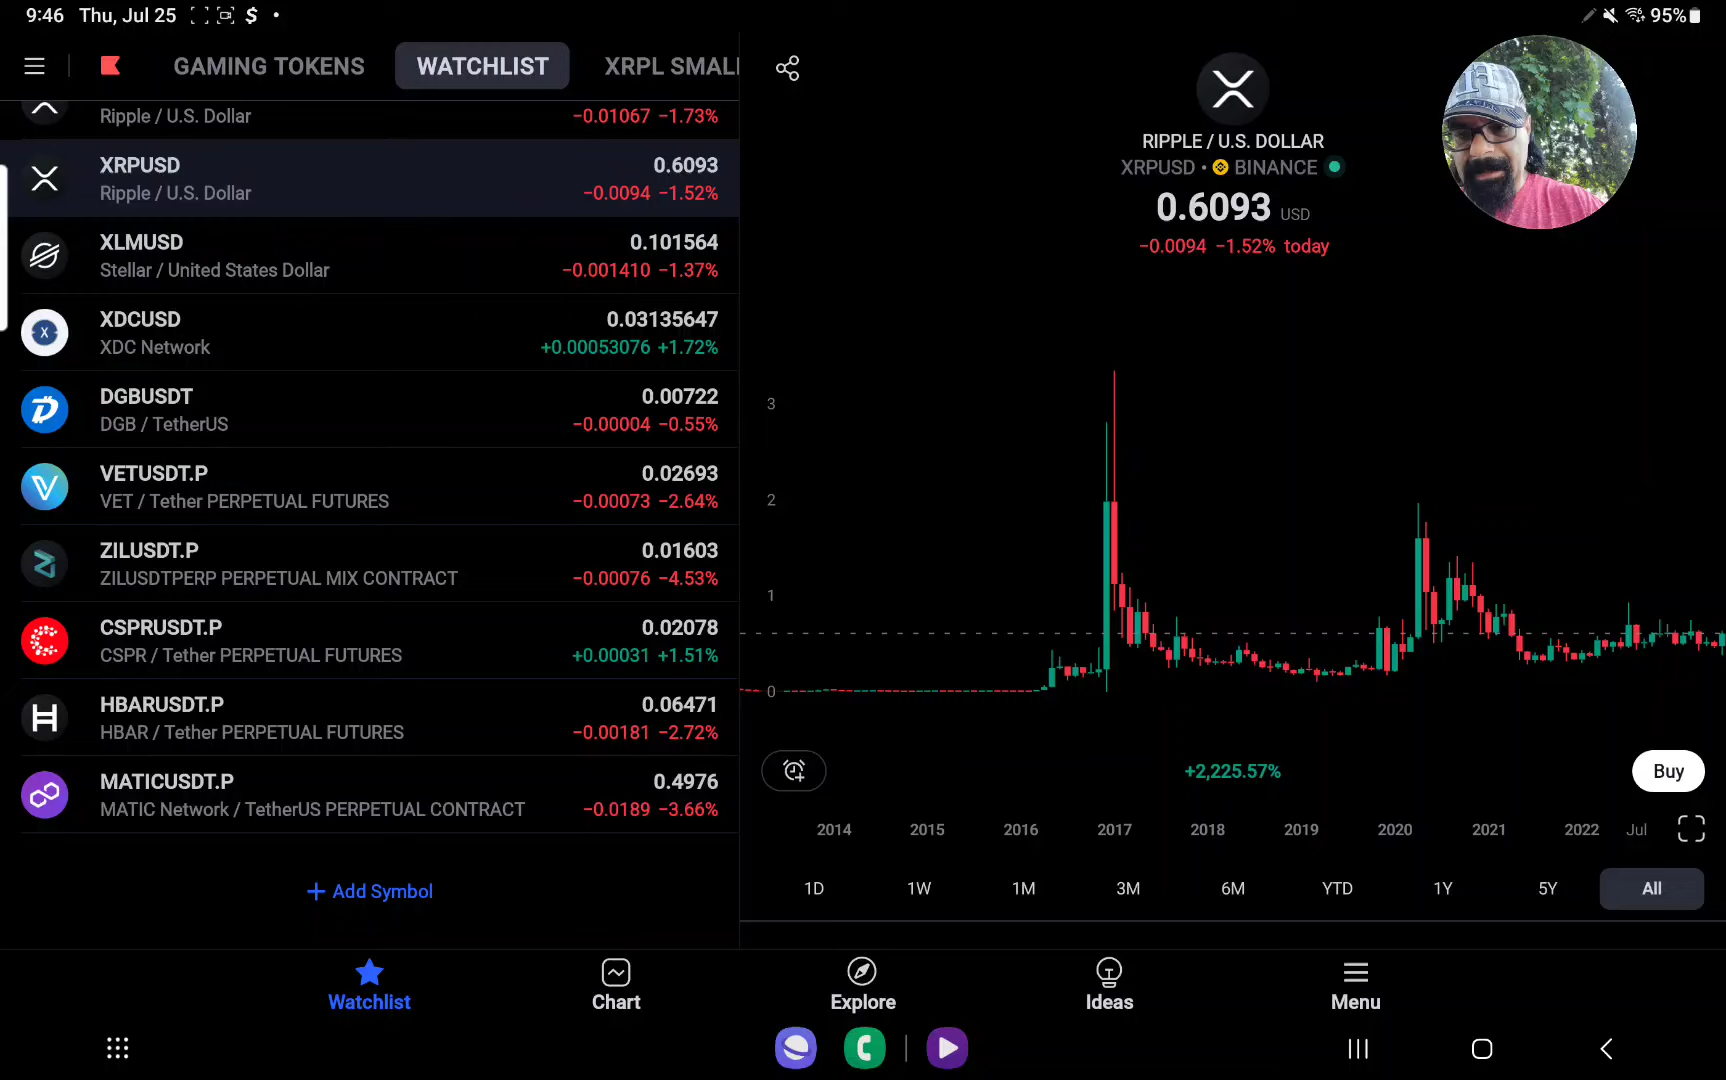 9:46 Thu, Jul 25 $ •
95%
GAMING TOKENS WATCHLIST XRPL SMALL
Ripple / U.S. Dollar −0.01067 −1.73%
XRPUSD 0.6093
Ripple / U.S. Dollar −0.0094 −1.52%
XLMUSD 0.101564
Stellar / United States Dollar −0.001410 −1.37%
XDCUSD 0.03135647
XDC Network +0.00053076 +1.72%
DGBUSDT 0.00722
DGB / TetherUS −0.00004 −0.55%
VETUSDT.P 0.02693
VET / Tether PERPETUAL FUTURES −0.00073 −2.64%
ZILUSDT.P 0.01603
ZILUSDTPERP PERPETUAL MIX CONTRACT −0.00076 −4.53%
CSPRUSDT.P 0.02078
CSPR / Tether PERPETUAL FUTURES +0.00031 +1.51%
HBARUSDT.P 0.06471
HBAR / Tether PERPETUAL FUTURES −0.00181 −2.72%
MATICUSDT.P 0.4976
MATIC Network / TetherUS PERPETUAL CONTRACT −0.0189 −3.66%
+ Add Symbol
RIPPLE / U.S. DOLLAR
XRPUSD • BINANCE
0.6093 USD
−0.0094 −1.52% today
3
2
1
0
+2,225.57%
Buy
2014 2015 2016 2017 2018 2019 2020 2021 2022 Jul
1D 1W 1M 3M 6M YTD 1Y 5Y All
Watchlist Chart Explore Ideas Menu